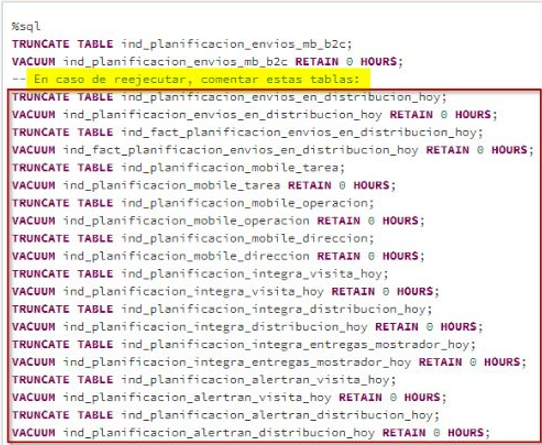 %sql
TRUNCATE TABLE ind_planificacion_envios_mb_b2c;
VACUUM ind_planificacion_envios_mb_b2c RETAIN 0 HOURS;
-- En caso de reejecutar, comentar estas tablas:
TRUNCATE TABLE ind_planificacion_envios_en_distribucion_hoy;
VACUUM ind_planificacion_envios_en_distribucion_hoy RETAIN 0 HOURS;
TRUNCATE TABLE ind_fact_planificacion_envios_en_distribucion_hoy;
VACUUM ind_fact_planificacion_envios_en_distribucion_hoy RETAIN 0 HOURS;
TRUNCATE TABLE ind_planificacion_mobile_tarea;
VACUUM ind_planificacion_mobile_tarea RETAIN 0 HOURS;
TRUNCATE TABLE ind_planificacion_mobile_operacion;
VACUUM ind_planificacion_mobile_operacion RETAIN 0 HOURS;
TRUNCATE TABLE ind_planificacion_mobile_direccion;
VACUUM ind_planificacion_mobile_direccion RETAIN 0 HOURS;
TRUNCATE TABLE ind_planificacion_integra_visita_hoy;
VACUUM ind_planificacion_integra_visita_hoy RETAIN 0 HOURS;
TRUNCATE TABLE ind_planificacion_integra_distribucion_hoy;
VACUUM ind_planificacion_integra_distribucion_hoy RETAIN 0 HOURS;
TRUNCATE TABLE ind_planificacion_integra_entregas_mostrador_hoy;
VACUUM ind_planificacion_integra_entregas_mostrador_hoy RETAIN 0 HOURS;
TRUNCATE TABLE ind_planificacion_alertran_visita_hoy;
VACUUM ind_planificacion_alertran_visita_hoy RETAIN 0 HOURS;
TRUNCATE TABLE ind_planificacion_alertran_distribucion_hoy;
VACUUM ind_planificacion_alertran_distribucion_hoy RETAIN 0 HOURS;